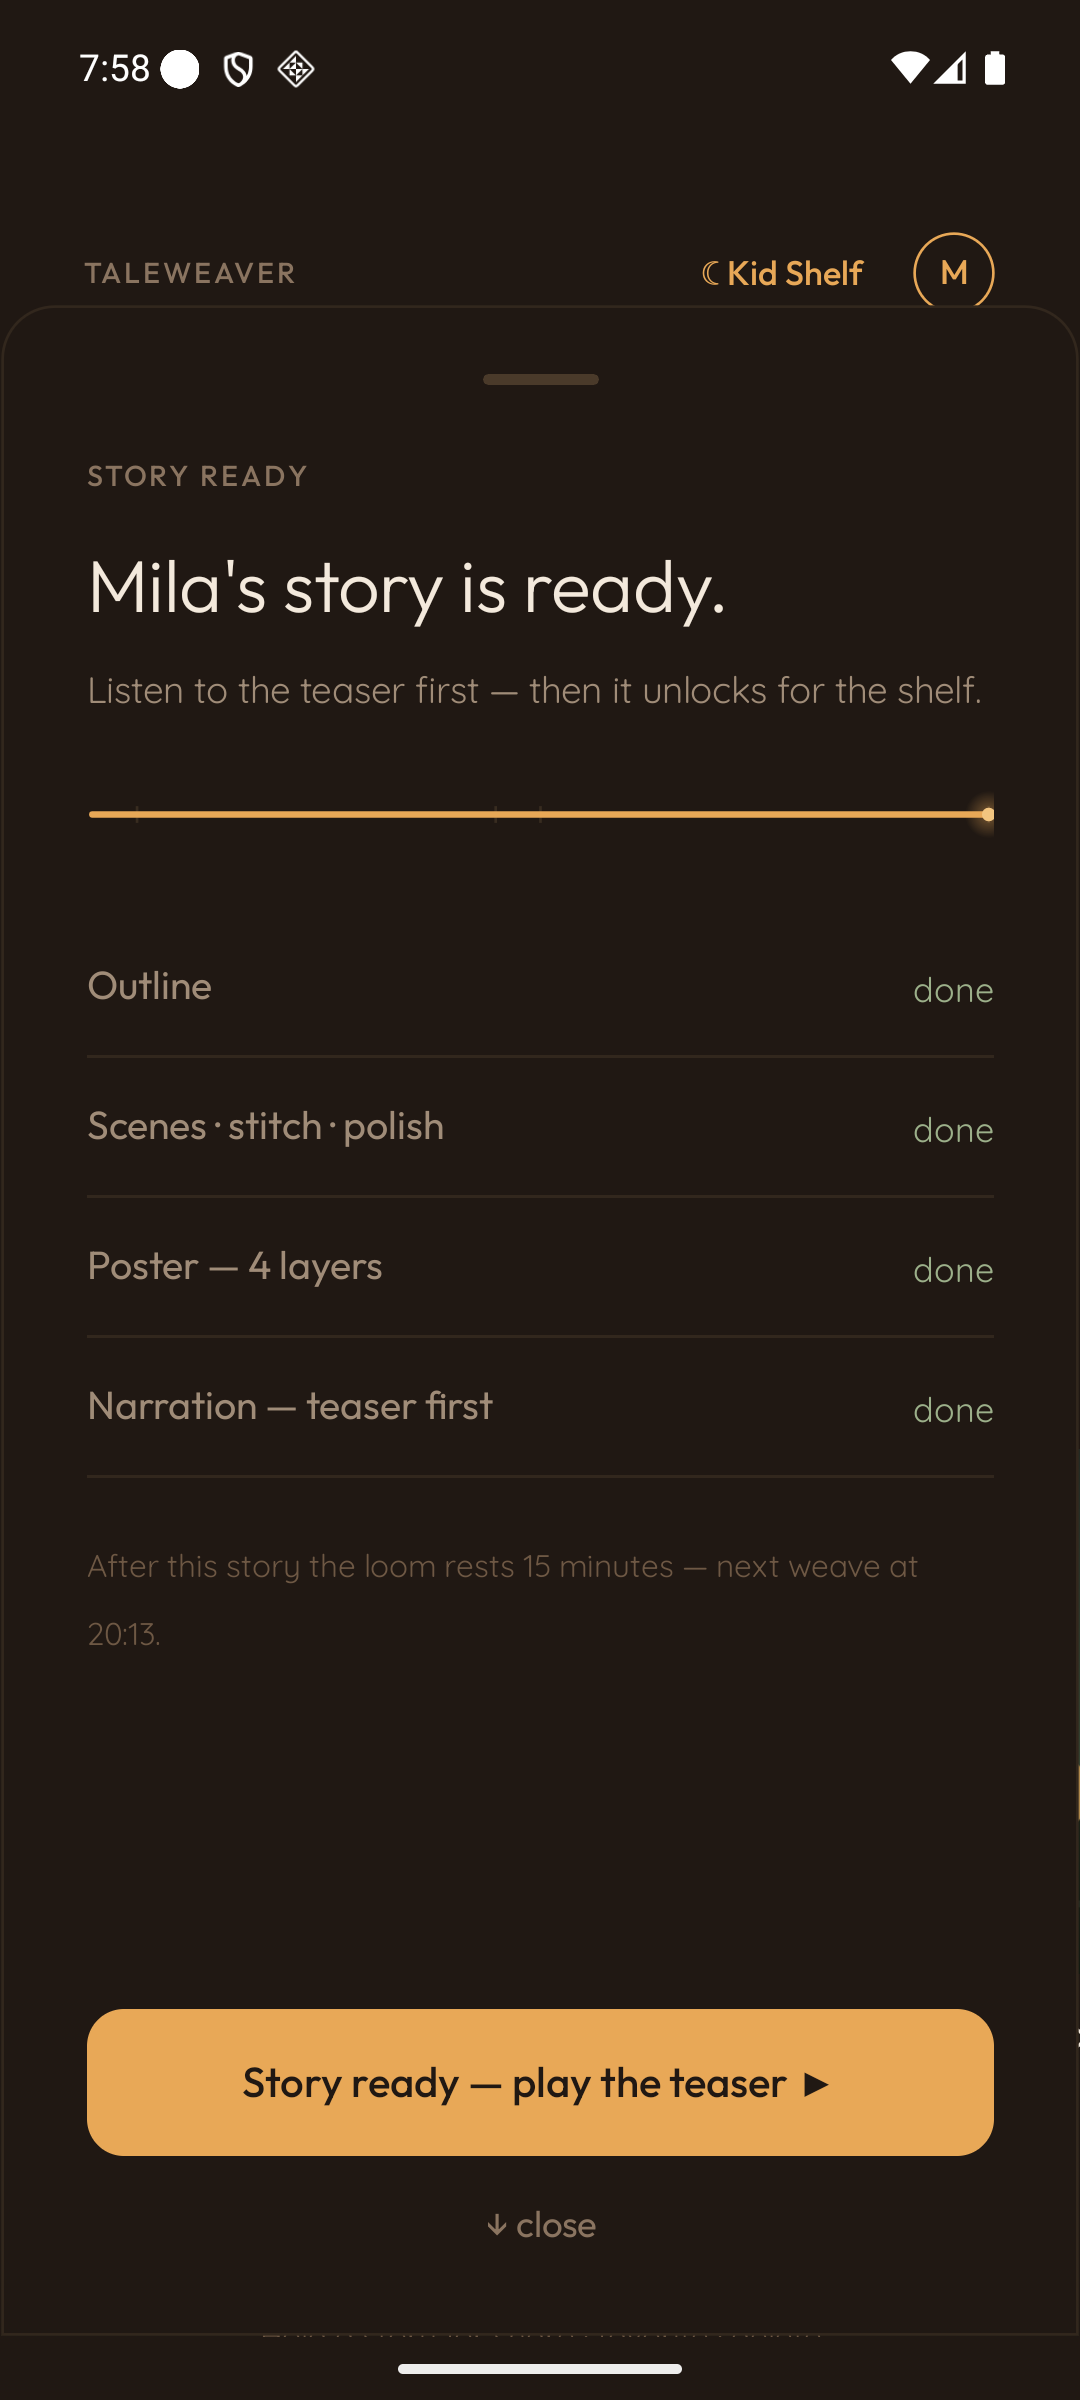 7:58
TALEWEAVER
☾Kid Shelf
M
STORY READY
Mila's story is ready.
Listen to the teaser first — then it unlocks for the shelf.
Outline
done
Scenes · stitch · polish
done
Poster — 4 layers
done
Narration — teaser first
done
After this story the loom rests 15 minutes — next weave at
20:13.
Story ready — play the teaser ►
↓ close